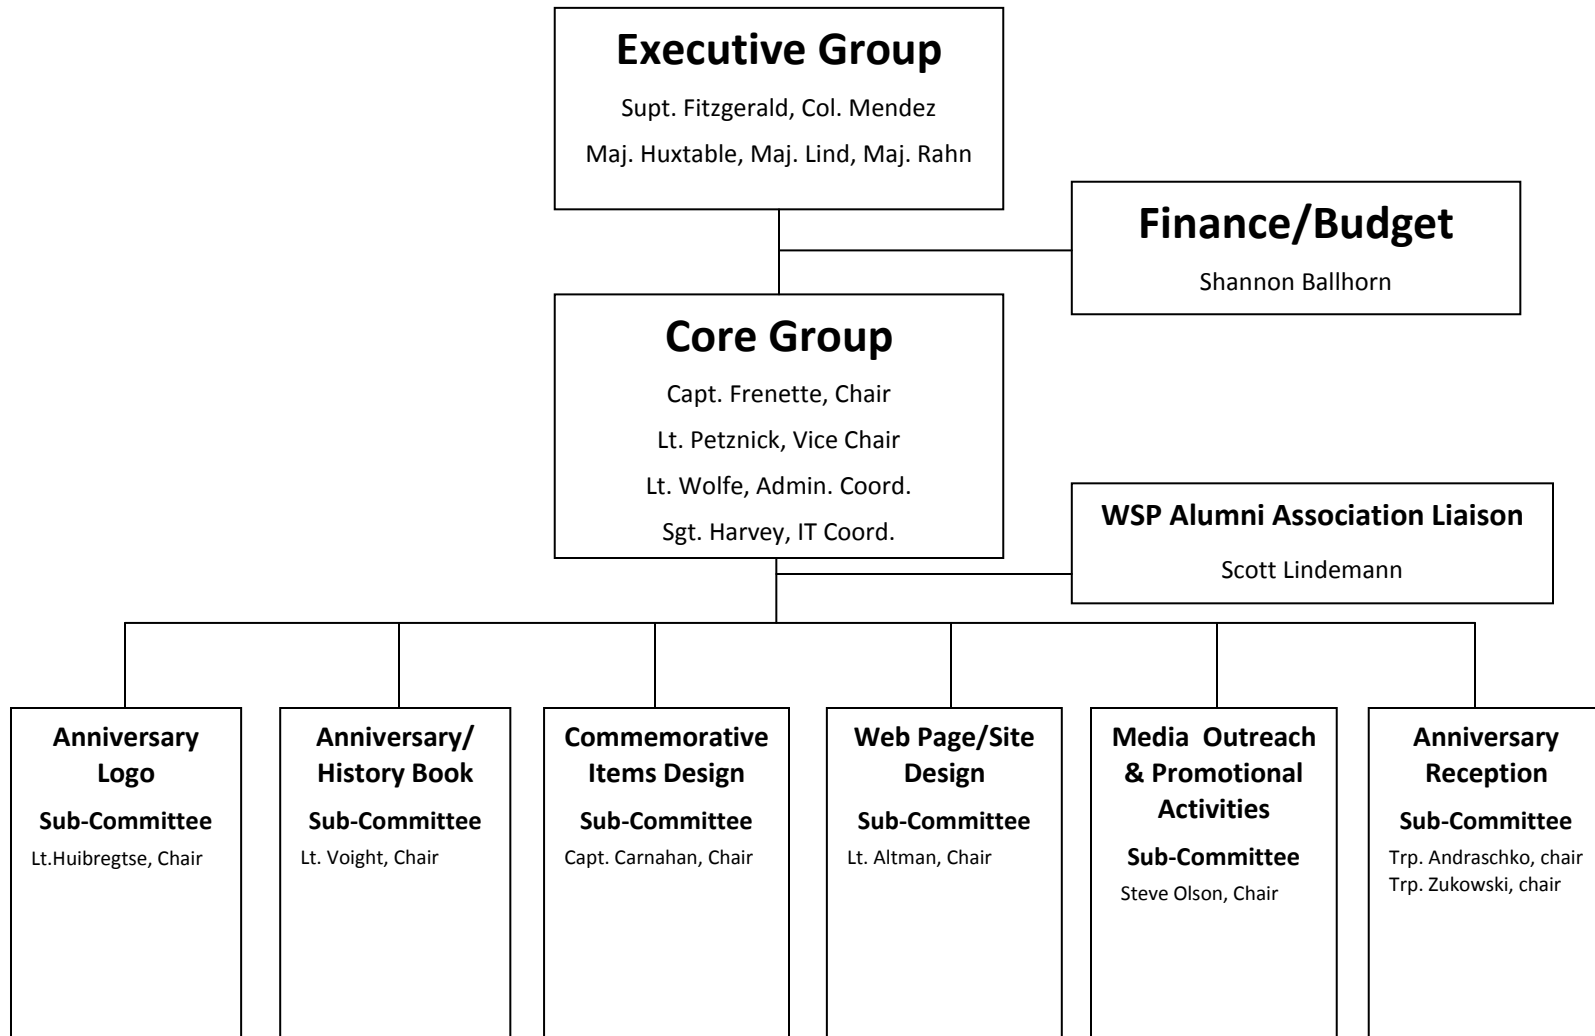 Executive Group
Supt. Fitzgerald, Col. Mendez
Maj. Huxtable, Maj. Lind, Maj. Rahn
Finance/Budget
Shannon Ballhorn
Core Group
Capt. Frenette, Chair
Lt. Petznick, Vice Chair
Lt. Wolfe, Admin. Coord.
Sgt. Harvey, IT Coord.
WSP Alumni Association Liaison
Scott Lindemann
Anniversary
Logo
Sub-Committee
Lt.Huibregtse, Chair
Anniversary/
History Book
Sub-Committee
Lt. Voight, Chair
Commemorative
Items Design
Sub-Committee
Capt. Carnahan, Chair
Web Page/Site
Design
Sub-Committee
Lt. Altman, Chair
Media  Outreach
& Promotional
Activities
Sub-Committee
Steve Olson, Chair
Anniversary
Reception
Sub-Committee
Trp. Andraschko, chair
Trp. Zukowski, chair